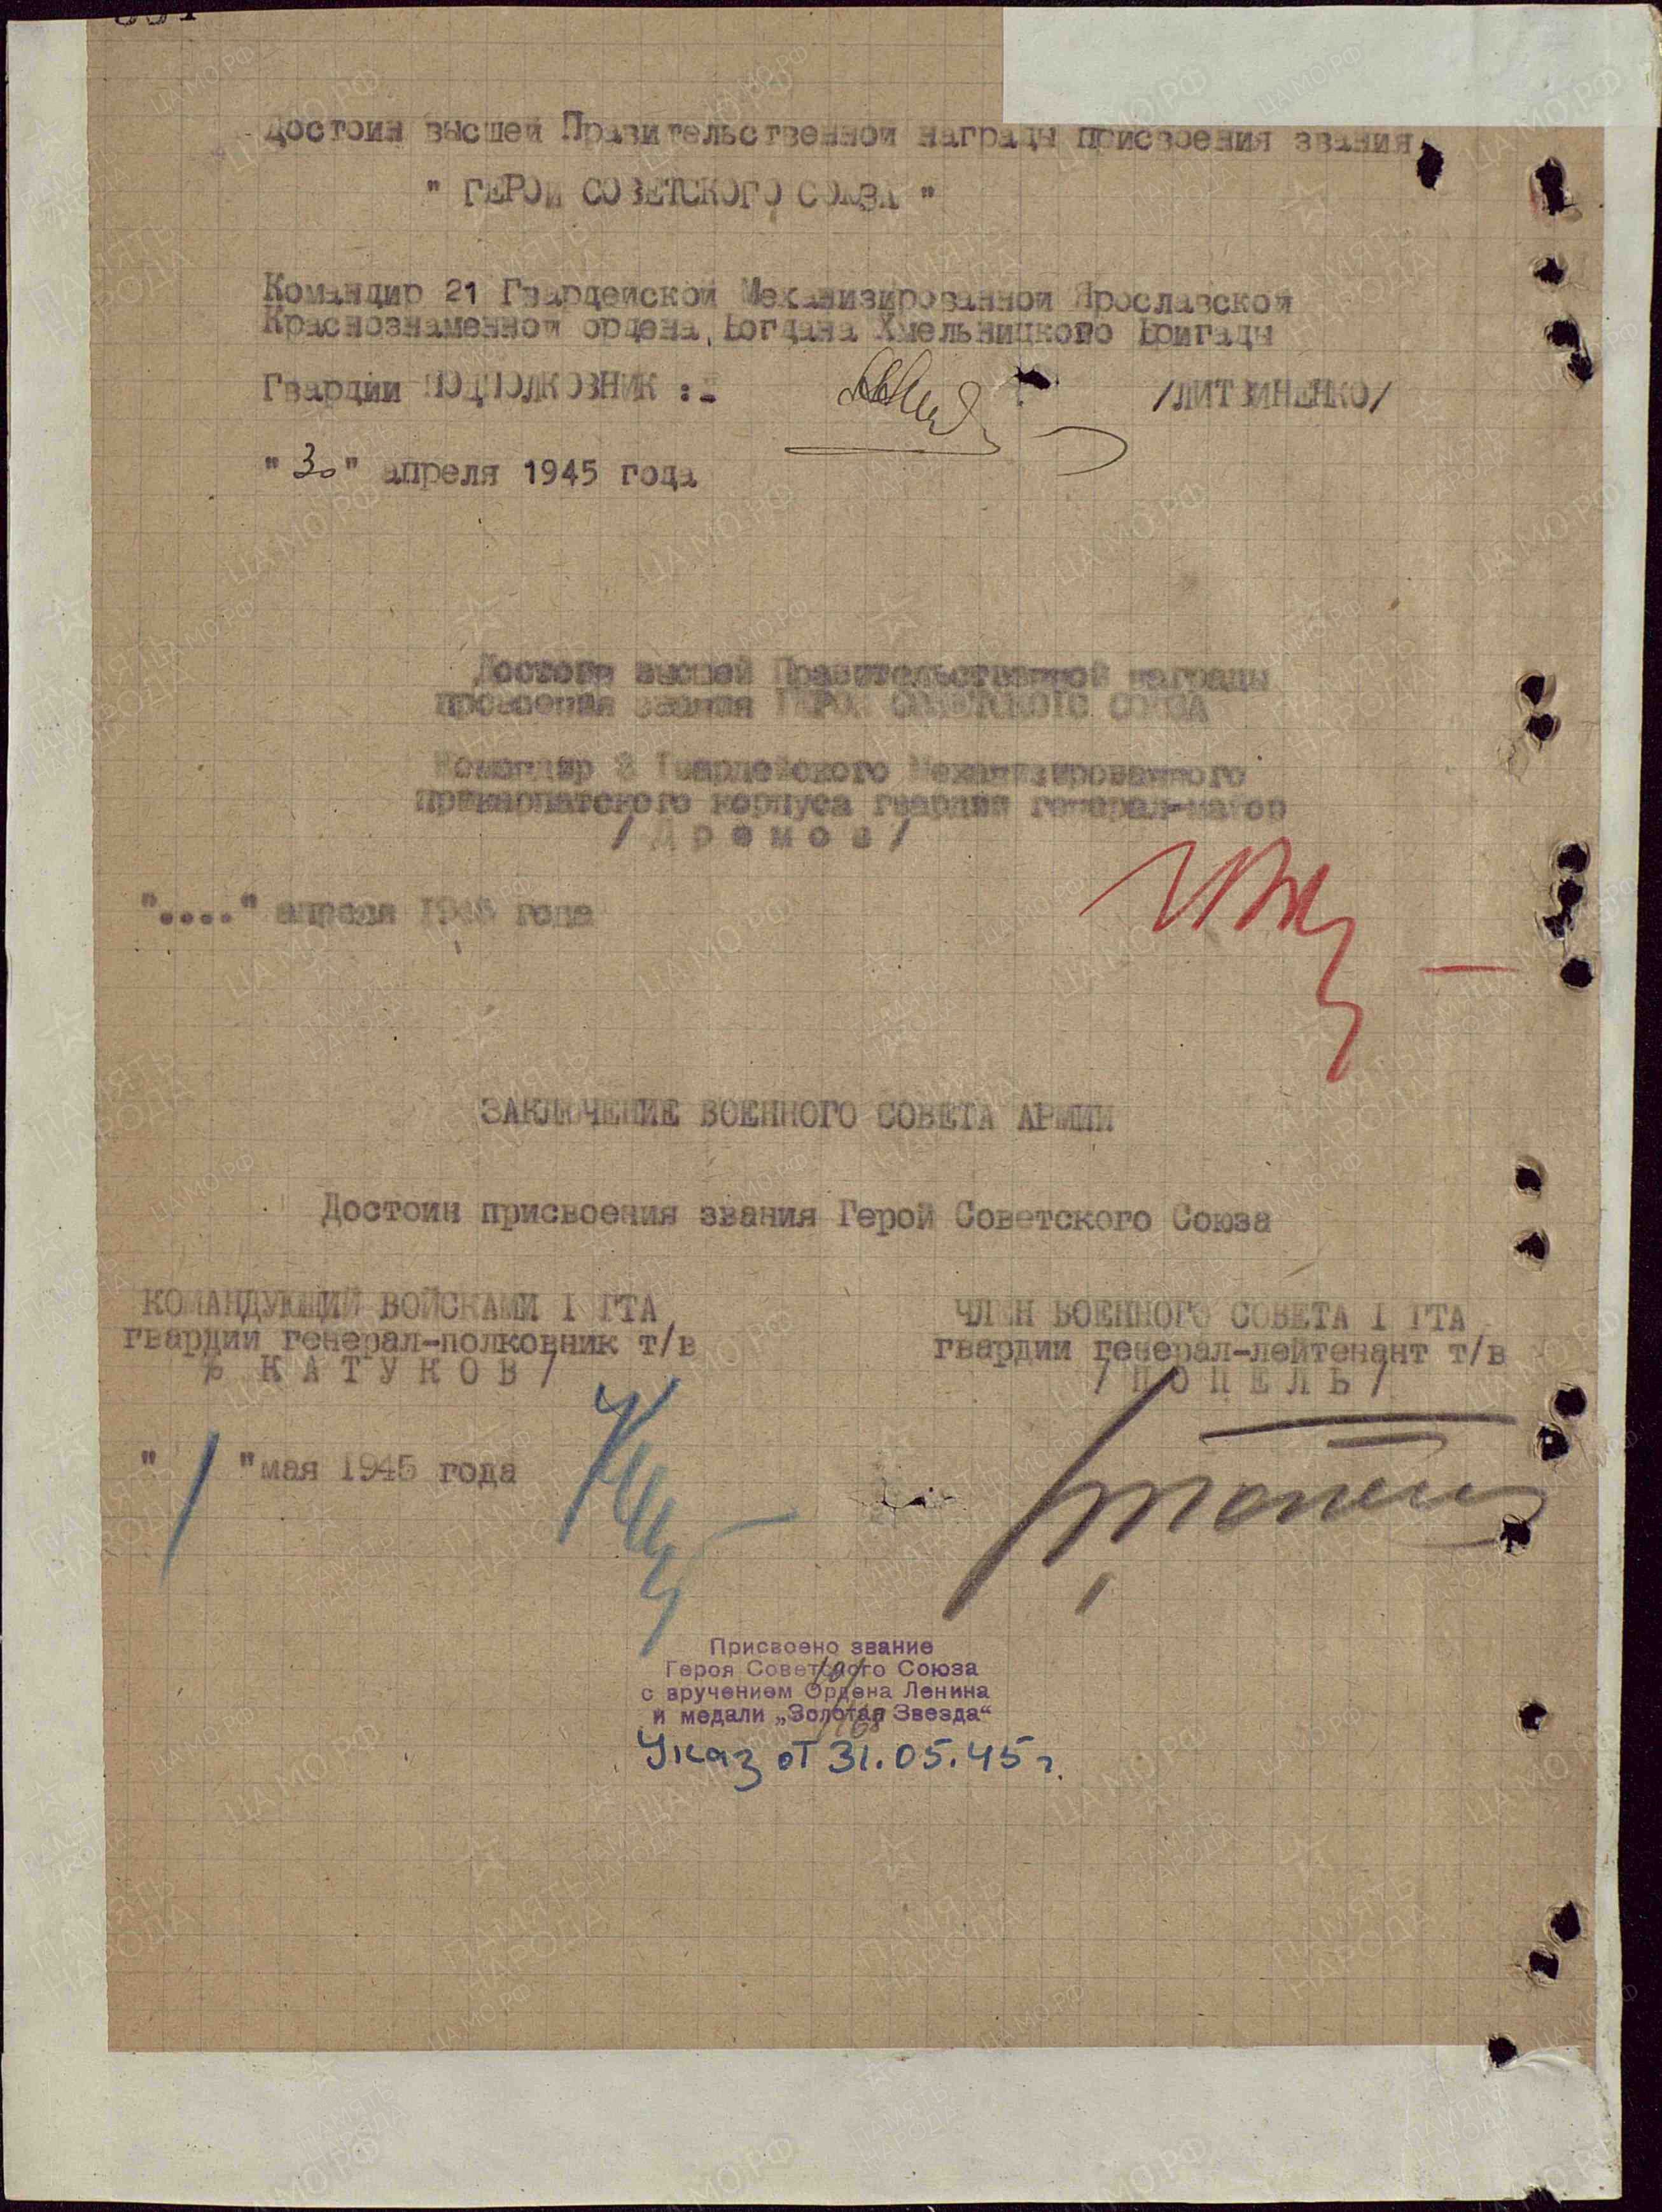 Достоин высшей Правительственной награды присвоения звания
" ГЕРОЙ СОВЕТСКОГО СОЮЗА "
Командир 21 Гвардейской Механизированной Ярославской
Краснознаменной ордена Богдана Хмельницкого Бригады
Гвардии ПОДПОЛКОВНИК :- /ЛИТВИНЕНКО/
" 30 " апреля 1945 года
Достоин высшей Правительственной награды
присвоения звания ГЕРОЯ СОВЕТСКОГО СОЮЗА
Командир 8 Гвардейского Механизированного
Прикарпатского корпуса гвардии генерал-майор
/ Д р е м о в /
"...." апреля 1945 года
ЗАКЛЮЧЕНИЕ ВОЕННОГО СОВЕТА АРМИИ
Достоин присвоения звания Герой Советского Союза
КОМАНДУЮЩИЙ ВОЙСКАМИ I ГТА
гвардии генерал-полковник т/в
/ К А Т У К О В /
ЧЛЕН ВОЕННОГО СОВЕТА I ГТА
гвардии генерал-лейтенант т/в
/ П О П Е Л Ь /
" 1 " мая 1945 года
Попель
Присвоено звание
Героя Советского Союза
с вручением Ордена Ленина
и медали „Золотая Звезда“
Указ от 31.05.45 г.